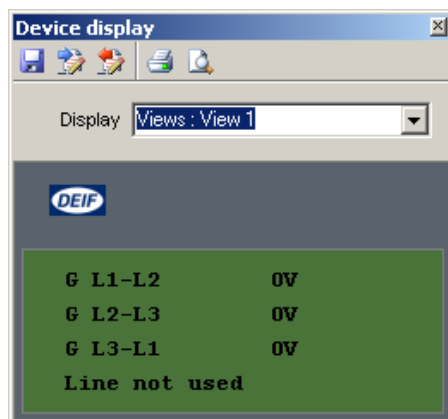 Device display
Display Views : View 1
DEIF
G L1-L2 0V
G L2-L3 0V
G L3-L1 0V
Line not used